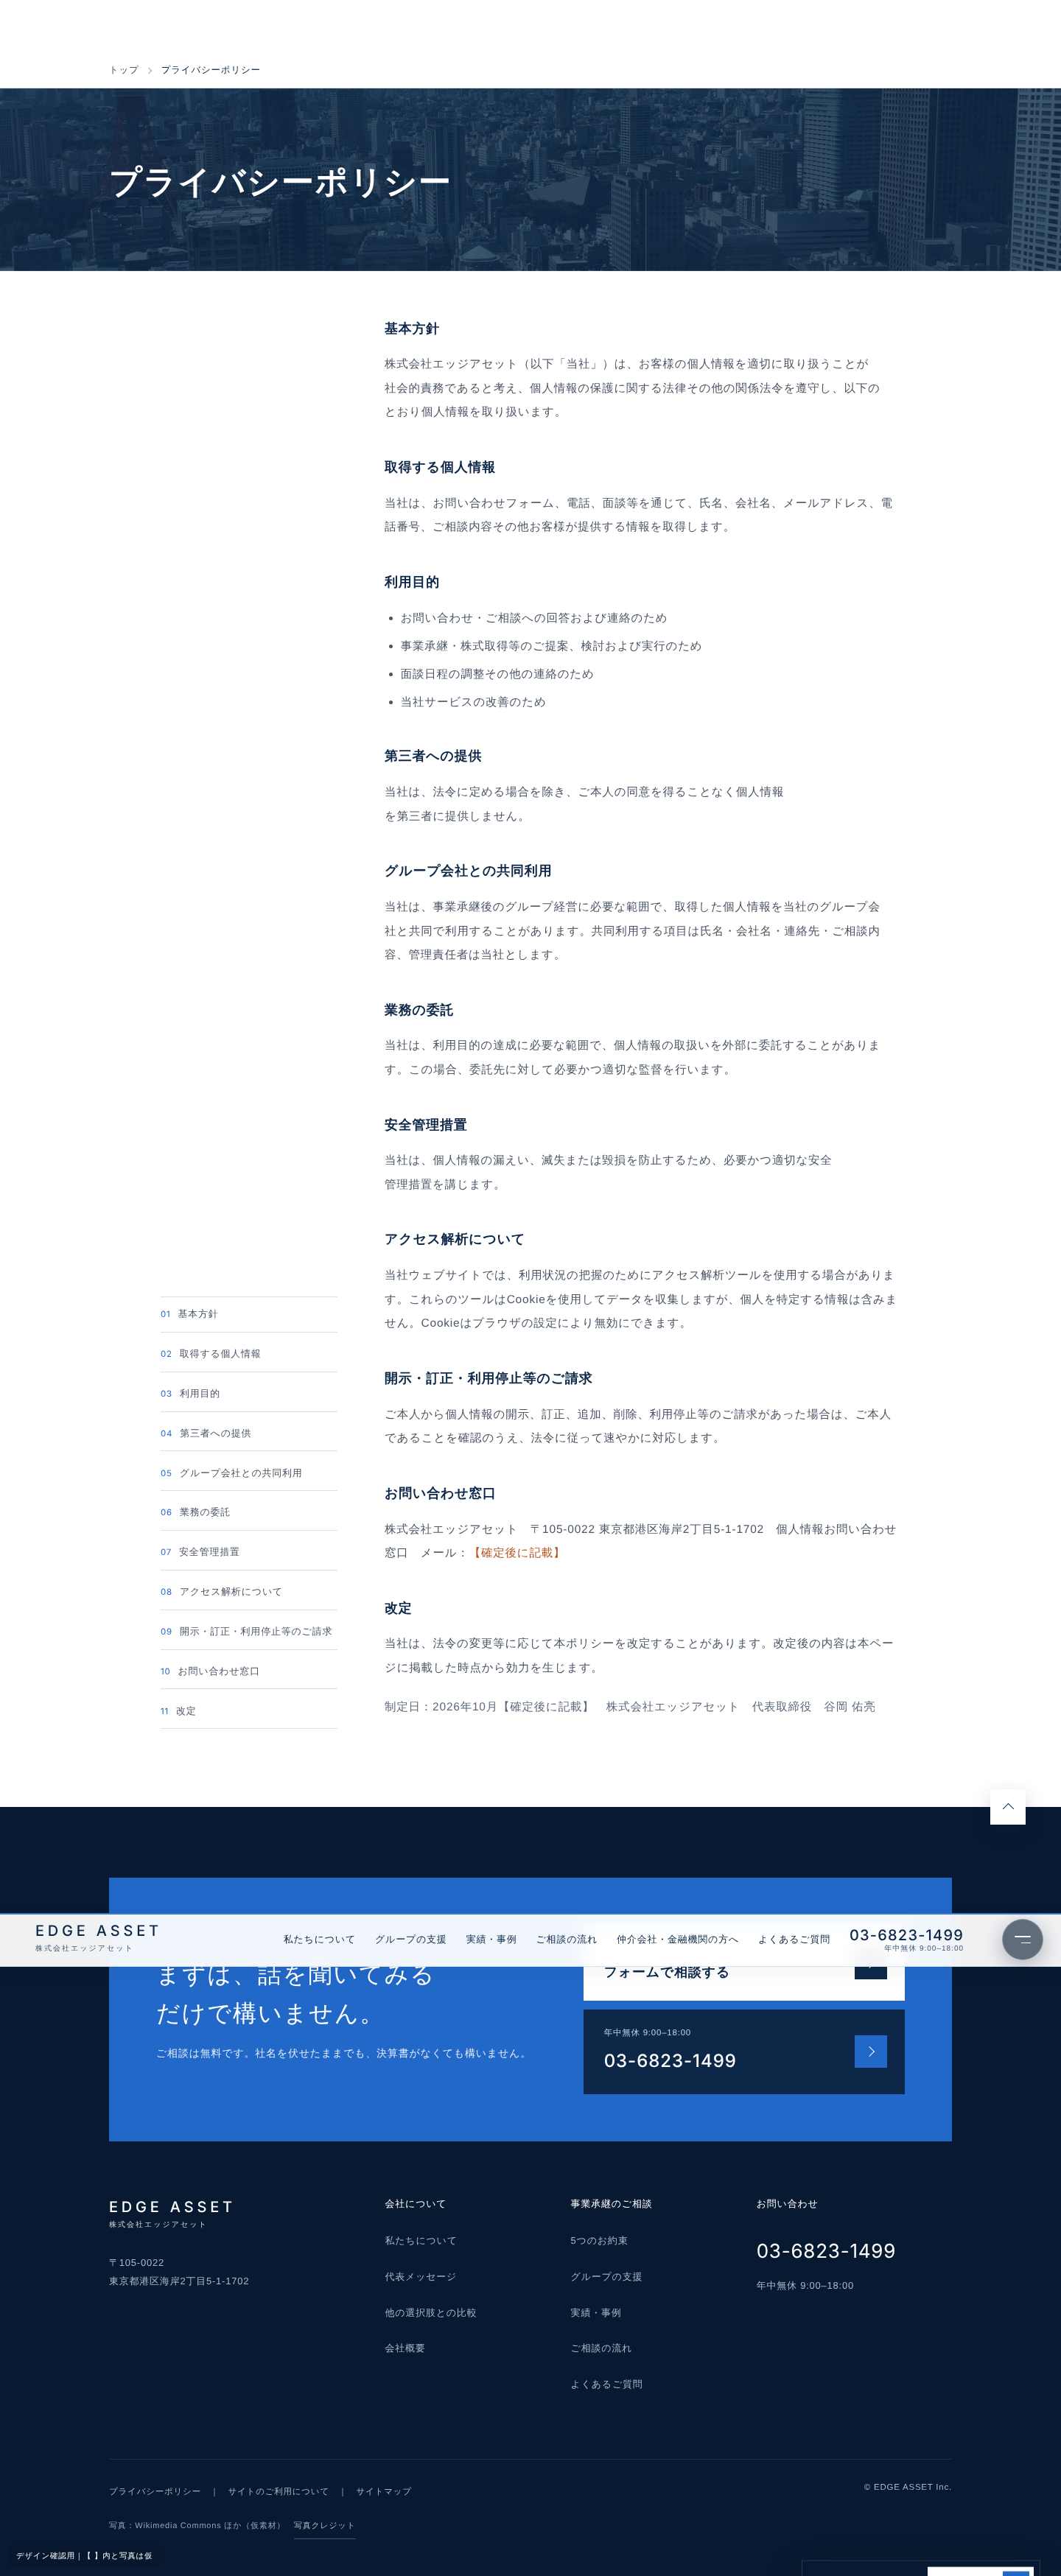 トップ
プライバシーポリシー
プライバシーポリシー
基本方針
株式会社エッジアセット（以下「当社」）は、お客様の個人情報を適切に取り扱うことが
社会的責務であると考え、個人情報の保護に関する法律その他の関係法令を遵守し、以下の
とおり個人情報を取り扱います。
取得する個人情報
当社は、お問い合わせフォーム、電話、面談等を通じて、氏名、会社名、メールアドレス、電
話番号、ご相談内容その他お客様が提供する情報を取得します。
利用目的
お問い合わせ・ご相談への回答および連絡のため
事業承継・株式取得等のご提案、検討および実行のため
面談日程の調整その他の連絡のため
当社サービスの改善のため
第三者への提供
当社は、法令に定める場合を除き、ご本人の同意を得ることなく個人情報
を第三者に提供しません。
グループ会社との共同利用
当社は、事業承継後のグループ経営に必要な範囲で、取得した個人情報を当社のグループ会
社と共同で利用することがあります。共同利用する項目は氏名・会社名・連絡先・ご相談内
容、管理責任者は当社とします。
業務の委託
当社は、利用目的の達成に必要な範囲で、個人情報の取扱いを外部に委託することがありま
す。この場合、委託先に対して必要かつ適切な監督を行います。
安全管理措置
当社は、個人情報の漏えい、滅失または毀損を防止するため、必要かつ適切な安全
管理措置を講じます。
アクセス解析について
当社ウェブサイトでは、利用状況の把握のためにアクセス解析ツールを使用する場合がありま
す。これらのツールはCookieを使用してデータを収集しますが、個人を特定する情報は含みま
せん。Cookieはブラウザの設定により無効にできます。
開示・訂正・利用停止等のご請求
ご本人から個人情報の開示、訂正、追加、削除、利用停止等のご請求があった場合は、ご本人
であることを確認のうえ、法令に従って速やかに対応します。
お問い合わせ窓口
株式会社エッジアセット　〒105-0022 東京都港区海岸2丁目5-1-1702　個人情報お問い合わせ
窓口　メール：【確定後に記載】
改定
当社は、法令の変更等に応じて本ポリシーを改定することがあります。改定後の内容は本ペー
ジに掲載した時点から効力を生じます。
制定日：2026年10月【確定後に記載】　株式会社エッジアセット　代表取締役　谷岡 佑亮
01 基本方針
02 取得する個人情報
03 利用目的
04 第三者への提供
05 グループ会社との共同利用
06 業務の委託
07 安全管理措置
08 アクセス解析について
09 開示・訂正・利用停止等のご請求
10 お問い合わせ窓口
11 改定
EDGE ASSET
株式会社エッジアセット
私たちについて
グループの支援
実績・事例
ご相談の流れ
仲介会社・金融機関の方へ
よくあるご質問
03-6823-1499
年中無休 9:00–18:00
まずは、話を聞いてみる
だけで構いません。
ご相談は無料です。社名を伏せたままでも、決算書がなくても構いません。
フォームで相談する
年中無休 9:00–18:00
03-6823-1499
EDGE ASSET
株式会社エッジアセット
〒105-0022
東京都港区海岸2丁目5-1-1702
会社について
私たちについて
代表メッセージ
他の選択肢との比較
会社概要
事業承継のご相談
5つのお約束
グループの支援
実績・事例
ご相談の流れ
よくあるご質問
お問い合わせ
03-6823-1499
年中無休 9:00–18:00
プライバシーポリシー ｜ サイトのご利用について ｜ サイトマップ
© EDGE ASSET Inc.
写真：Wikimedia Commons ほか（仮素材） 写真クレジット
デザイン確認用｜【 】内と写真は仮